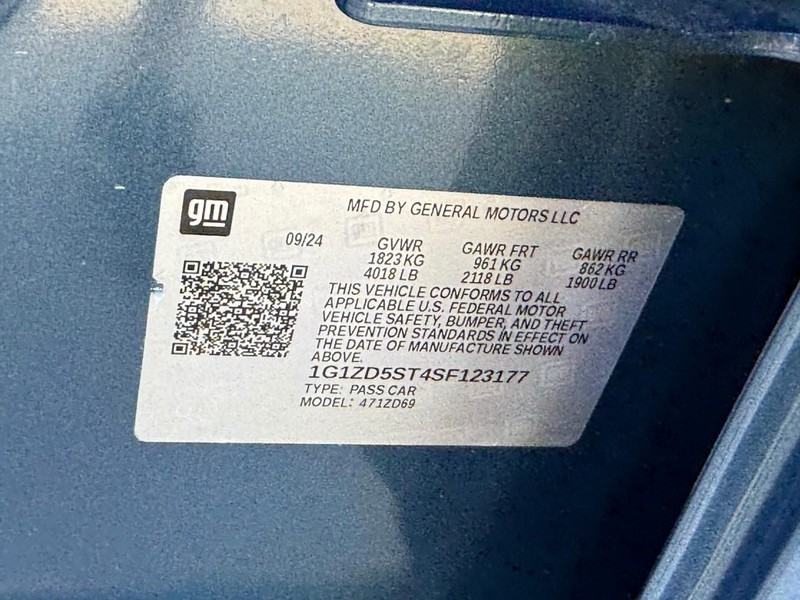 gm
MFD BY GENERAL MOTORS LLC
09/24 GVWR GAWR FRT GAWR RR
1823 KG 961 KG 862 KG
4018 LB 2118 LB 1900 LB
THIS VEHICLE CONFORMS TO ALL
APPLICABLE U.S. FEDERAL MOTOR
VEHICLE SAFETY, BUMPER, AND THEFT
PREVENTION STANDARDS IN EFFECT ON
THE DATE OF MANUFACTURE SHOWN
ABOVE.
1G1ZD5ST4SF123177
TYPE: PASS CAR
MODEL: 471ZD69